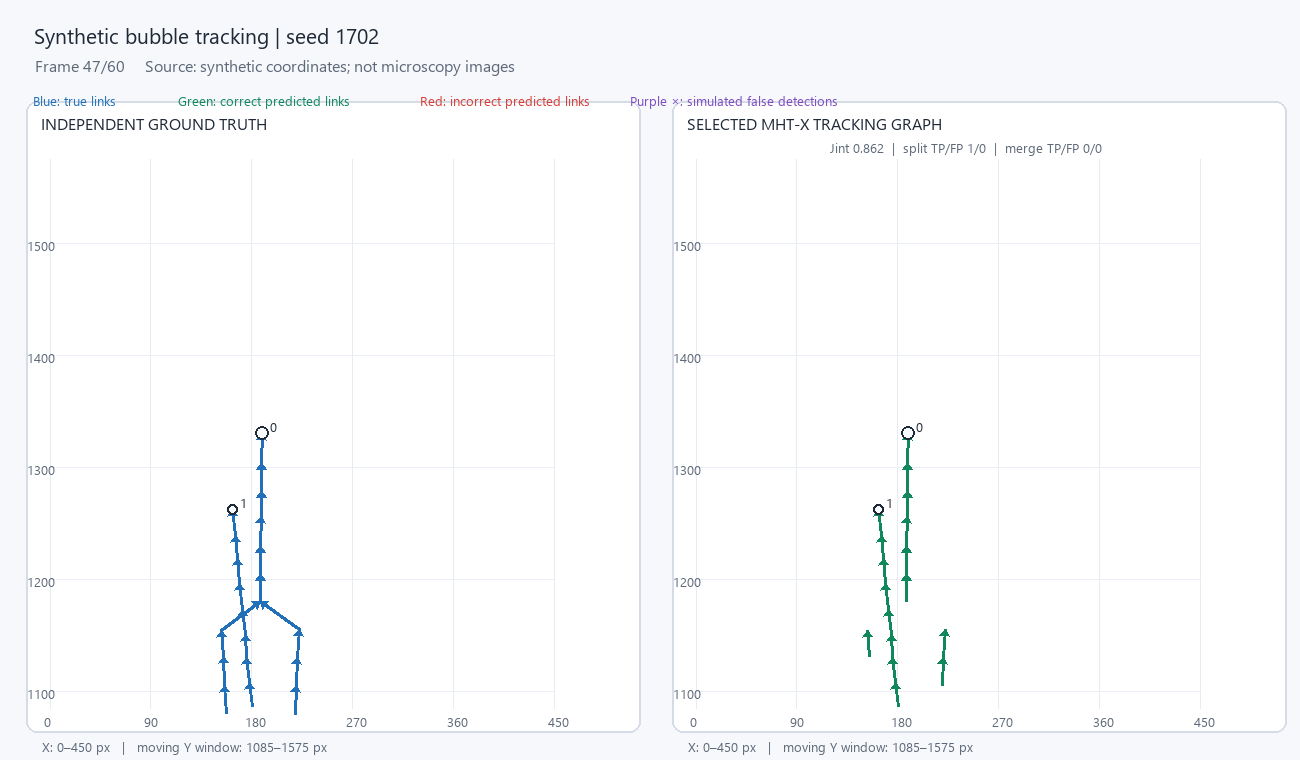 Synthetic bubble tracking | seed 1702
Frame 47/60 Source: synthetic coordinates; not microscopy images
Blue: true links Green: correct predicted links Red: incorrect predicted links Purple ×: simulated false detections
INDEPENDENT GROUND TRUTH
1500
1400
1300
1200
1100
0
1
0 90 180 270 360 450
X: 0–450 px | moving Y window: 1085–1575 px
SELECTED MHT-X TRACKING GRAPH
Jint 0.862 | split TP/FP 1/0 | merge TP/FP 0/0
1500
1400
1300
1200
1100
0
1
0 90 180 270 360 450
X: 0–450 px | moving Y window: 1085–1575 px